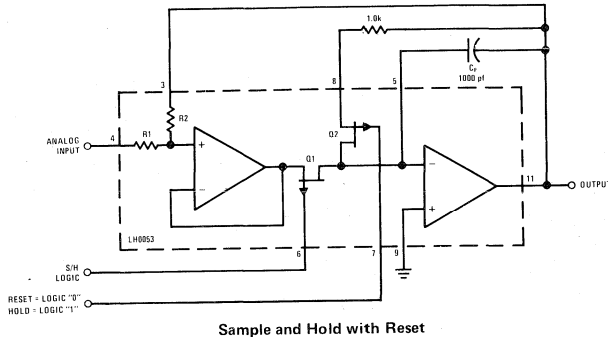 1.0k
3
8
5
CF
1000 pf
R2
4
R1
ANALOG
INPUT
+
Q1
Q2
−
−
+
11
OUTPUT
LH0053
6
7
9
S/H
LOGIC
RESET = LOGIC "0"
HOLD = LOGIC "1"
Sample and Hold with Reset